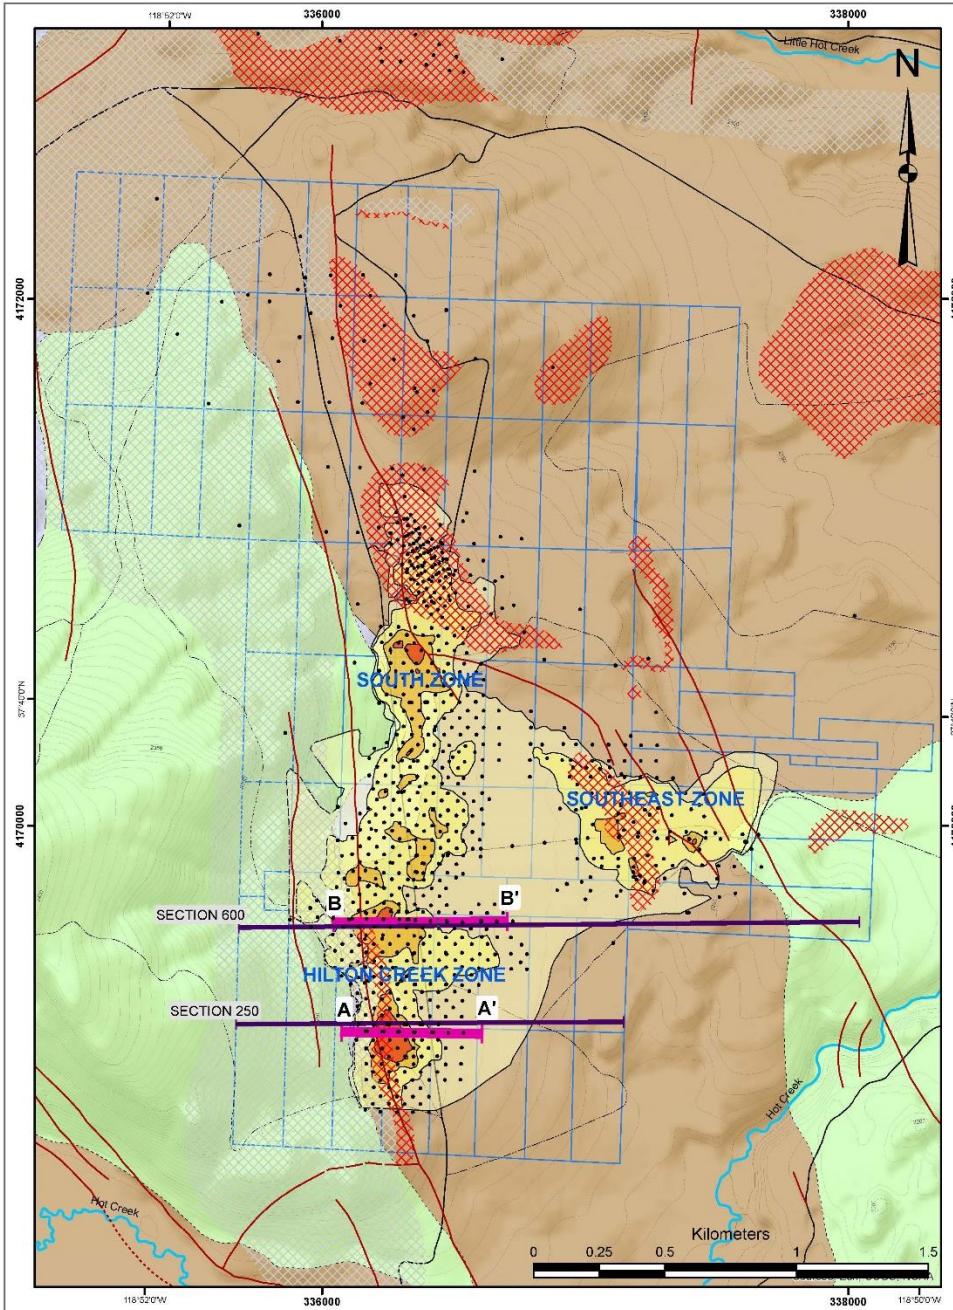 118°52'0"W
336000
338000
Little Hot Creek
N
4172000
37°40'0"N
SOUTH ZONE
SOUTHEAST ZONE
4170000
B
B'
SECTION 600
HILTON CREEK ZONE
SECTION 250
A
A'
Hot Creek
Hot Creek
Kilometers
0 0.25 0.5 1 1.5
118°52'0"W
336000
338000
118°50'0"W